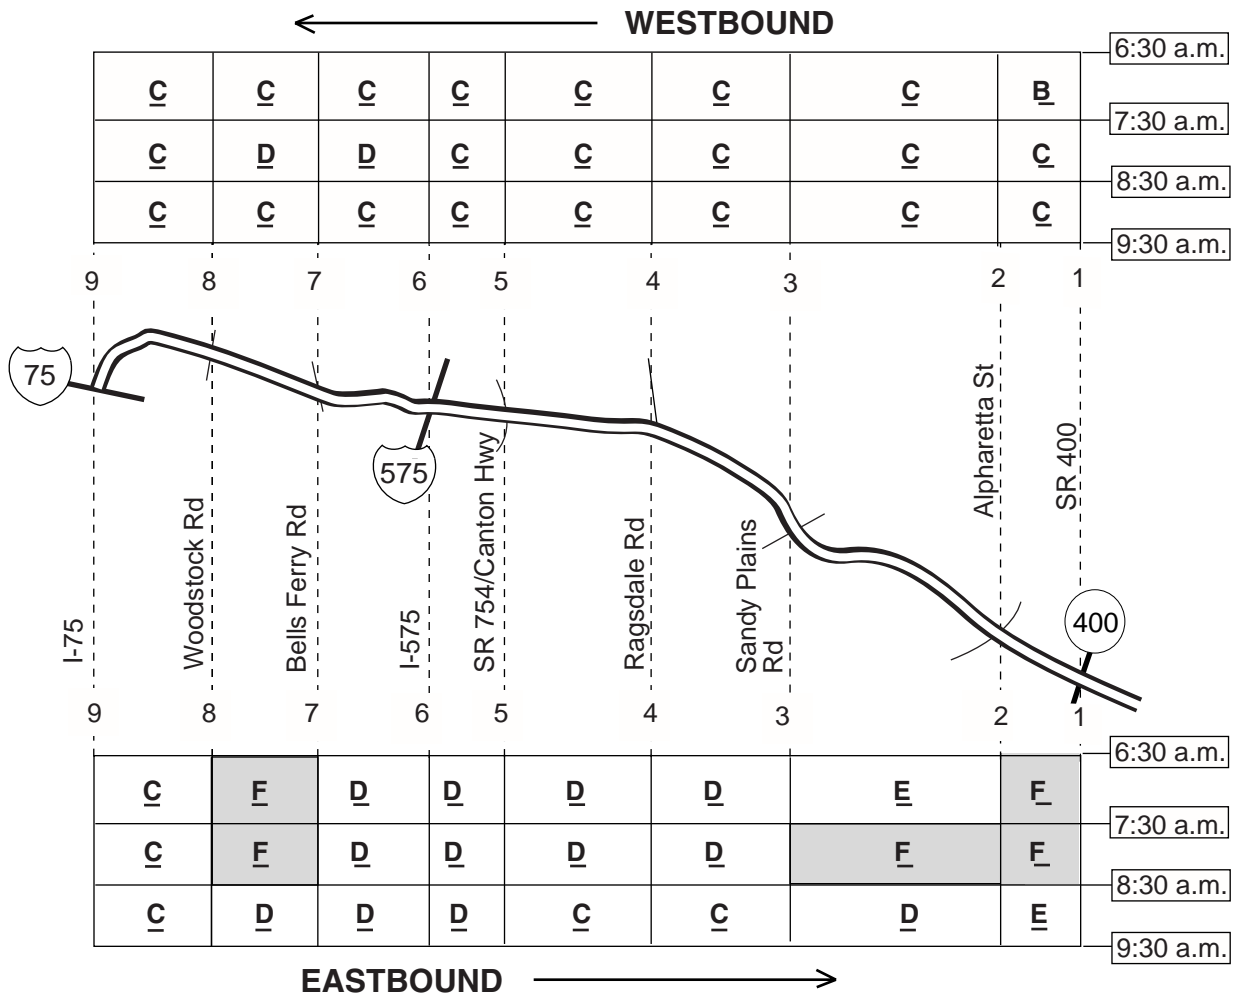 WESTBOUND
6:30 a.m.
C C C C C C C B
7:30 a.m.
C D D C C C C C
8:30 a.m.
C C C C C C C C
9:30 a.m.
9 8 7 6 5 4 3 2 1
75
575
400
I-75
Woodstock Rd
Bells Ferry Rd
I-575
SR 754/Canton Hwy
Ragsdale Rd
Sandy Plains
Rd
Alpharetta St
SR 400
9 8 7 6 5 4 3 2 1
6:30 a.m.
C F D D D D E F
7:30 a.m.
C F D D D D F F
8:30 a.m.
C D D D C C D E
9:30 a.m.
EASTBOUND